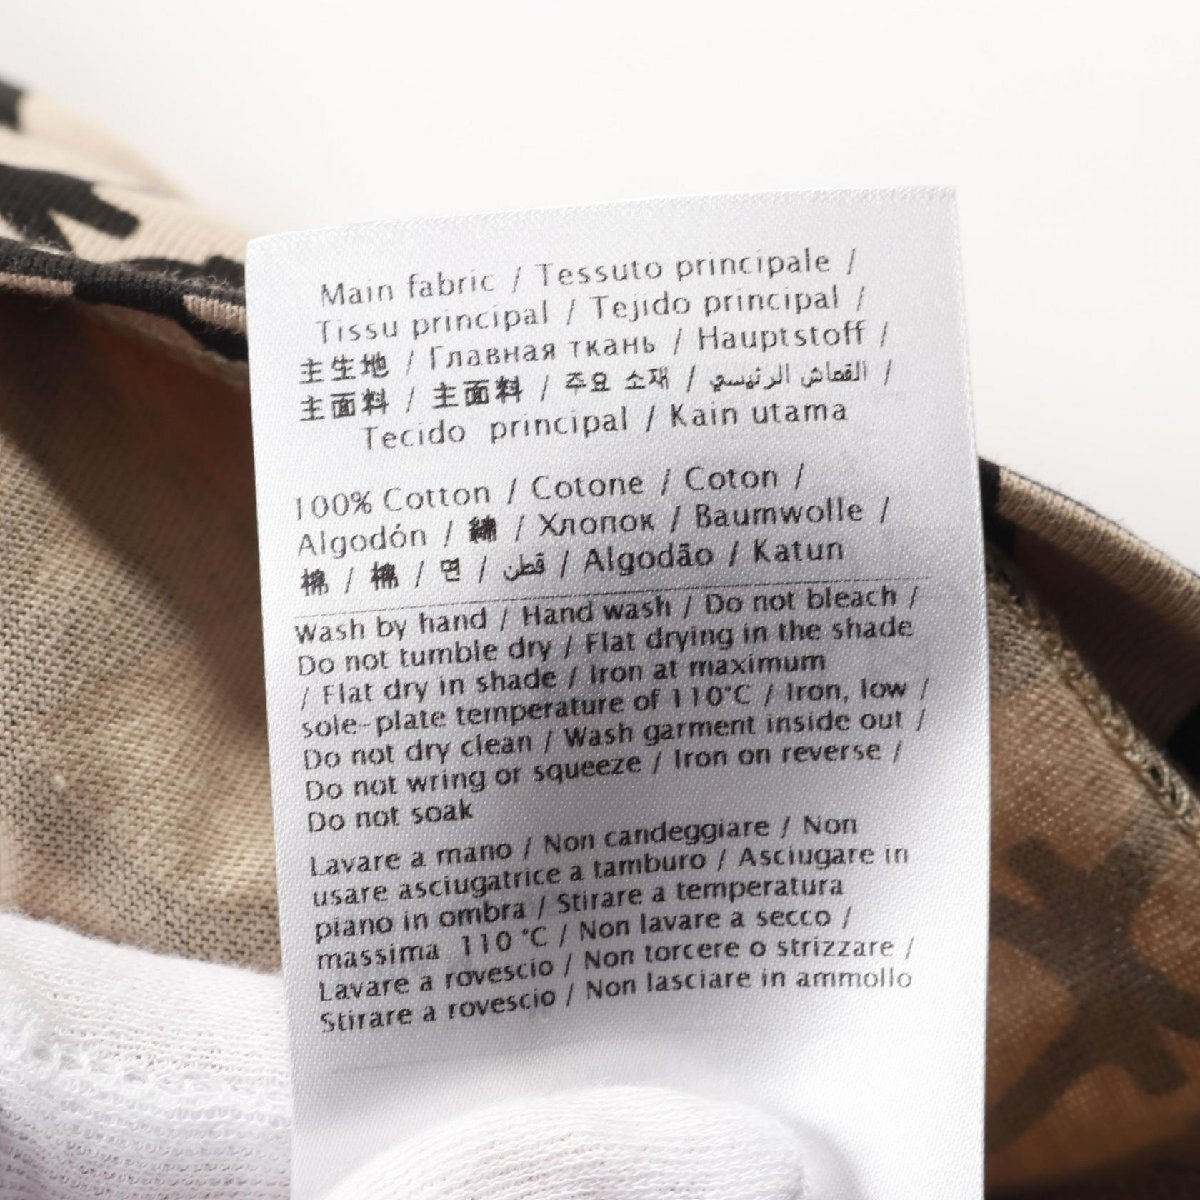 Main fabric / Tessuto principale /
Tissu principal / Tejido principal /
主生地 / Главная ткань / Hauptstoff /
主面料 / 主面料 / 주요 소재 / القماش الرئيسي /
Tecido principal / Kain utama
100% Cotton / Cotone / Coton /
Algodón / 綿 / Хлопок / Baumwolle /
棉 / 棉 / 면 / قطن / Algodão / Katun
Wash by hand / Hand wash / Do not bleach /
Do not tumble dry / Flat drying in the shade
/ Flat dry in shade / Iron at maximum
sole-plate temperature of 110°C / Iron, low /
Do not dry clean / Wash garment inside out /
Do not wring or squeeze / Iron on reverse /
Do not soak
Lavare a mano / Non candeggiare / Non
usare asciugatrice a tamburo / Asciugare in
piano in ombra / Stirare a temperatura
massima 110 °C / Non lavare a secco /
Lavare a rovescio / Non torcere o strizzare /
Stirare a rovescio / Non lasciare in ammollo